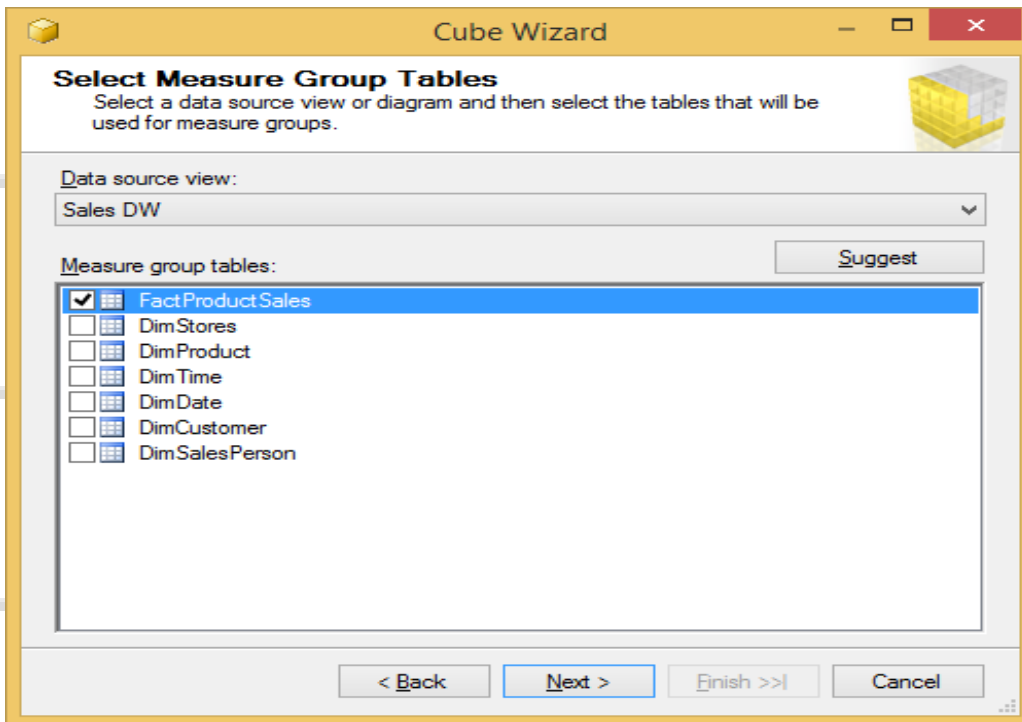 Cube Wizard
Select Measure Group Tables
Select a data source view or diagram and then select the tables that will be
used for measure groups.
Data source view:
Sales DW
Suggest
Measure group tables:
FactProductSales
DimStores
DimProduct
DimTime
DimDate
DimCustomer
DimSalesPerson
< Back Next > Finish >>| Cancel